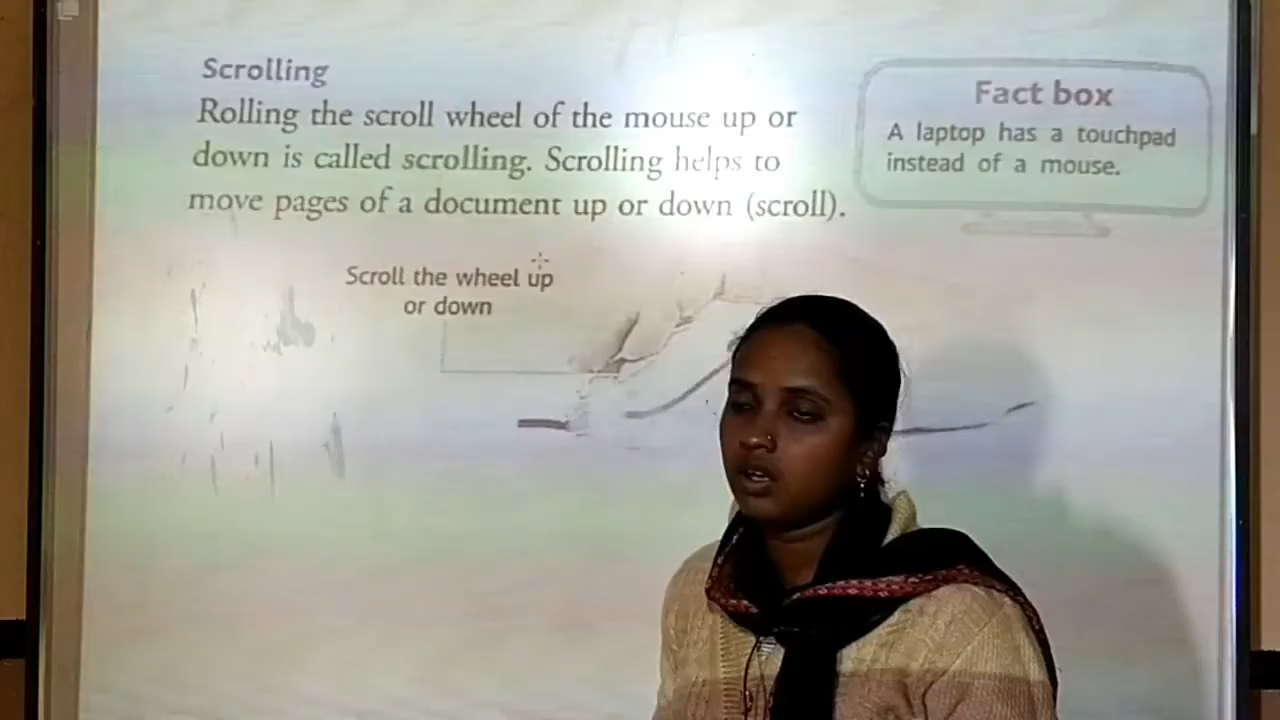 Scrolling
Rolling the scroll wheel of the mouse up or
down is called scrolling. Scrolling helps to
move pages of a document up or down (scroll).
Fact box
A laptop has a touchpad
instead of a mouse.
Scroll the wheel up
or down